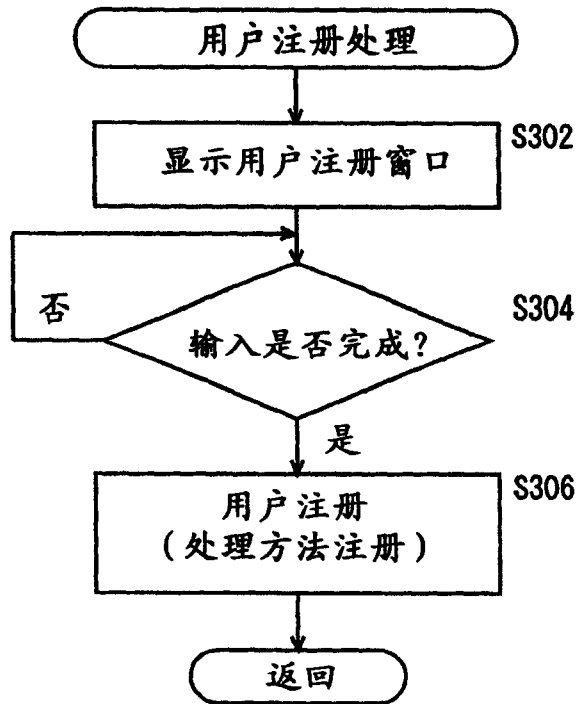 用户注册处理
显示用户注册窗口
S302
输入是否完成?
S304
否
是
用户注册
(处理方法注册)
S306
返回